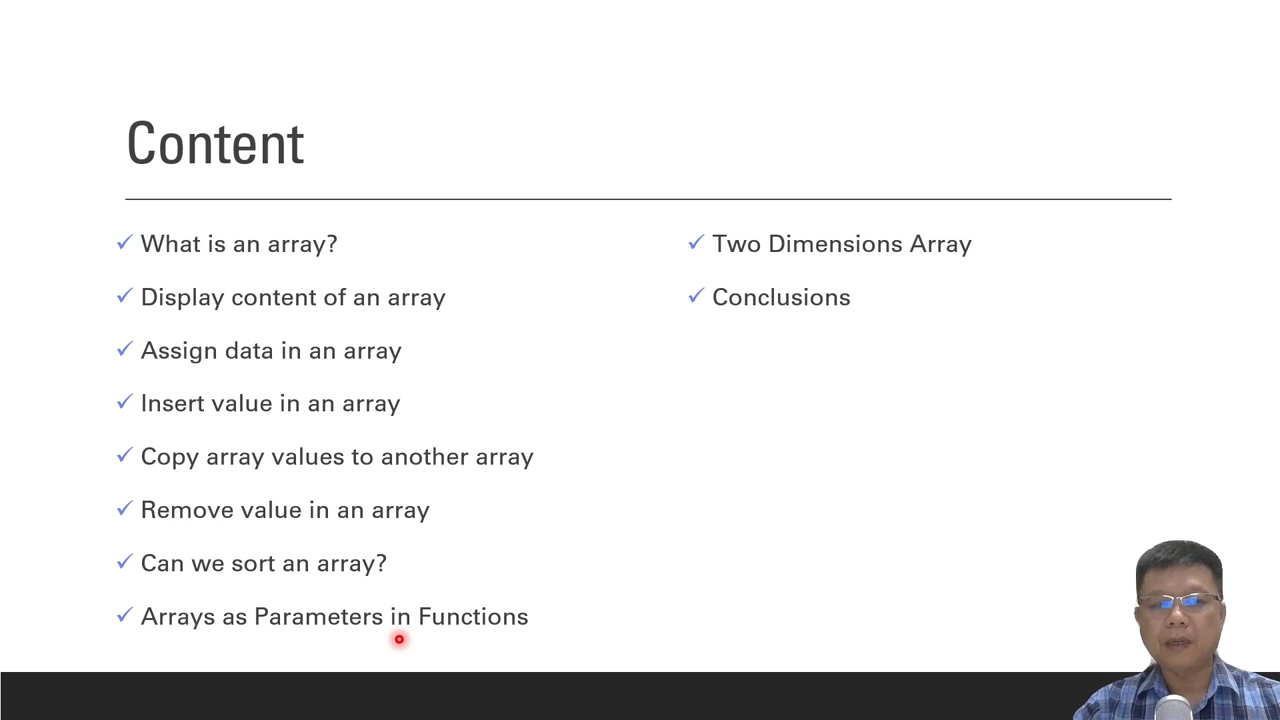 Content
What is an array?
Display content of an array
Assign data in an array
Insert value in an array
Copy array values to another array
Remove value in an array
Can we sort an array?
Arrays as Parameters in Functions
Two Dimensions Array
Conclusions